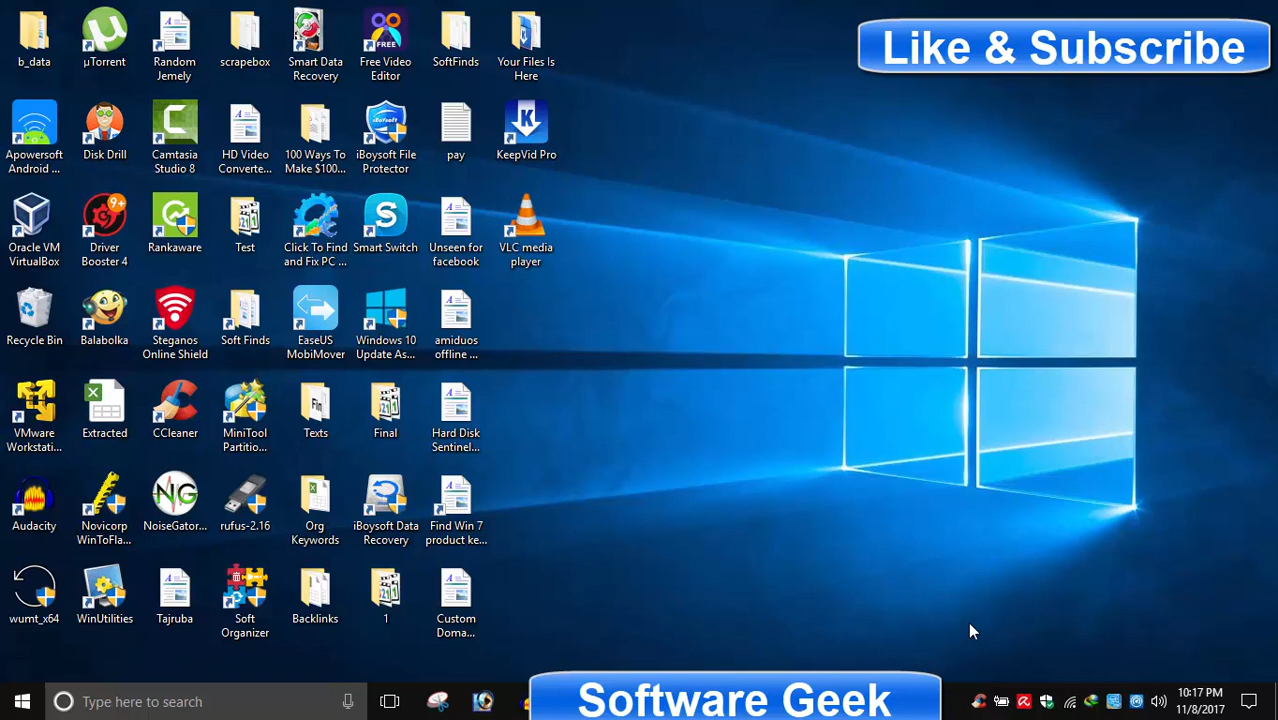 Like & Subscribe
b_data
µTorrent
Random
Jemely
scrapebox
Smart Data
Recovery
FREE
Free Video
Editor
SoftFinds
Your Files Is
Here
Apowersoft
Android ...
Disk Drill
Camtasia
Studio 8
HD Video
Converte...
100 Ways To
Make $100...
iBoysoft File
Protector
pay
KeepVid Pro
Oracle VM
VirtualBox
9+
Driver
Booster 4
Rankaware
Test
Click To Find
and Fix PC ...
Smart Switch
Unseen for
facebook
VLC media
player
Recycle Bin
Balabolka
Steganos
Online Shield
Soft Finds
EaseUS
MobiMover
Windows 10
Update As...
amiduos
offline ...
VMware
Workstati...
Extracted
CCleaner
MiniTool
Partitio...
Texts
Final
Hard Disk
Sentinel...
Audacity
Novicorp
WinToFla...
NG
NoiseGator...
rufus-2.16
Org
Keywords
iBoysoft Data
Recovery
Find Win 7
product ke...
wumt_x64
WinUtilities
Tajruba
Soft
Organizer
Backlinks
1
Custom
Doma...
Type here to search
Software Geek
10:17 PM
11/8/2017